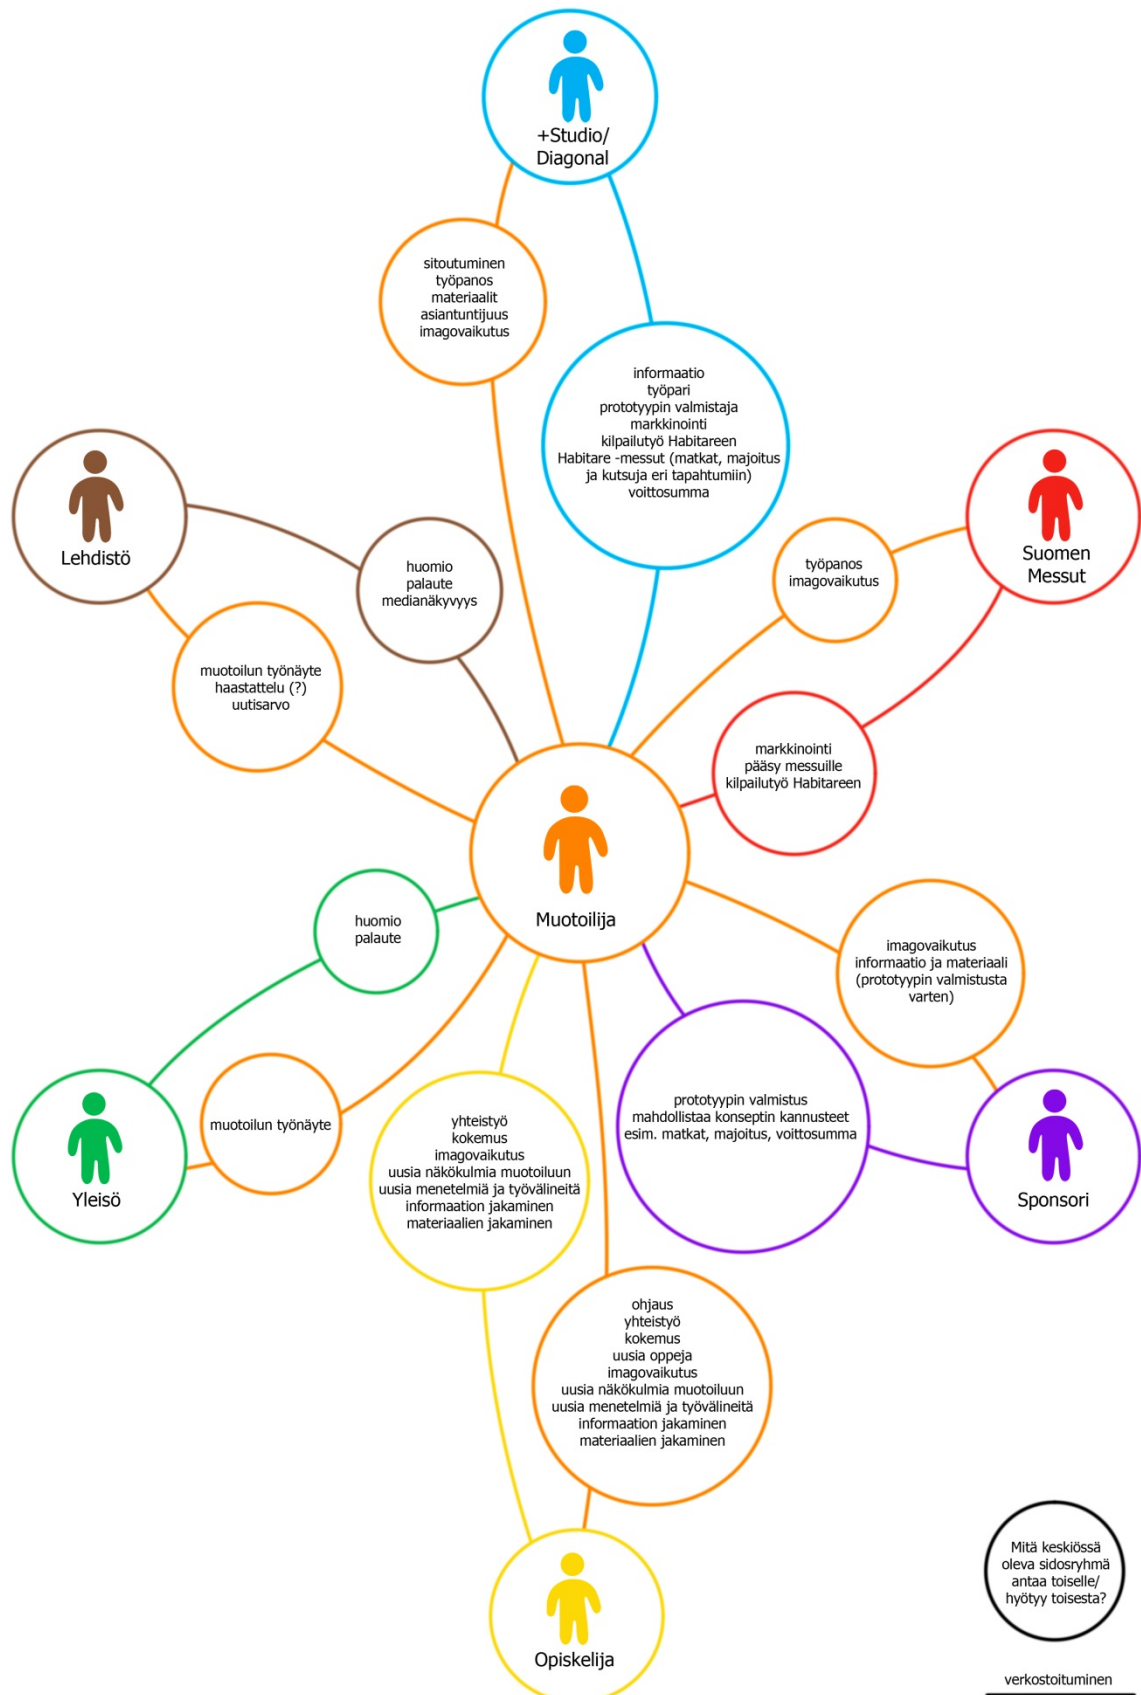 +Studio/
Diagonal
sitoutuminen
työpanos
materiaalit
asiantuntijuus
imagovaikutus
informaatio
työpari
prototyypin valmistaja
markkinointi
kilpailutyö Habitareen
Habitare -messut (matkat, majoitus
ja kutsuja eri tapahtumiin)
voittosumma
Lehdistö
huomio
palaute
medianäkyvyys
työpanos
imagovaikutus
Suomen
Messut
muotoilun työnäyte
haastattelu (?)
uutisarvo
markkinointi
pääsy messuille
kilpailutyö Habitareen
Muotoilija
huomio
palaute
imagovaikutus
informaatio ja materiaali
(prototyypin valmistusta
varten)
Yleisö
muotoilun työnäyte
yhteistyö
kokemus
imagovaikutus
uusia näkökulmia muotoiluun
uusia menetelmiä ja työvälineitä
informaation jakaminen
materiaalien jakaminen
prototyypin valmistus
mahdollistaa konseptin kannusteet
esim. matkat, majoitus, voittosumma
Sponsori
ohjaus
yhteistyö
kokemus
uusia oppeja
imagovaikutus
uusia näkökulmia muotoiluun
uusia menetelmiä ja työvälineitä
informaation jakaminen
materiaalien jakaminen
Opiskelija
Mitä keskiössä
oleva sidosryhmä
antaa toiselle/
hyötyy toisesta?
verkostoituminen